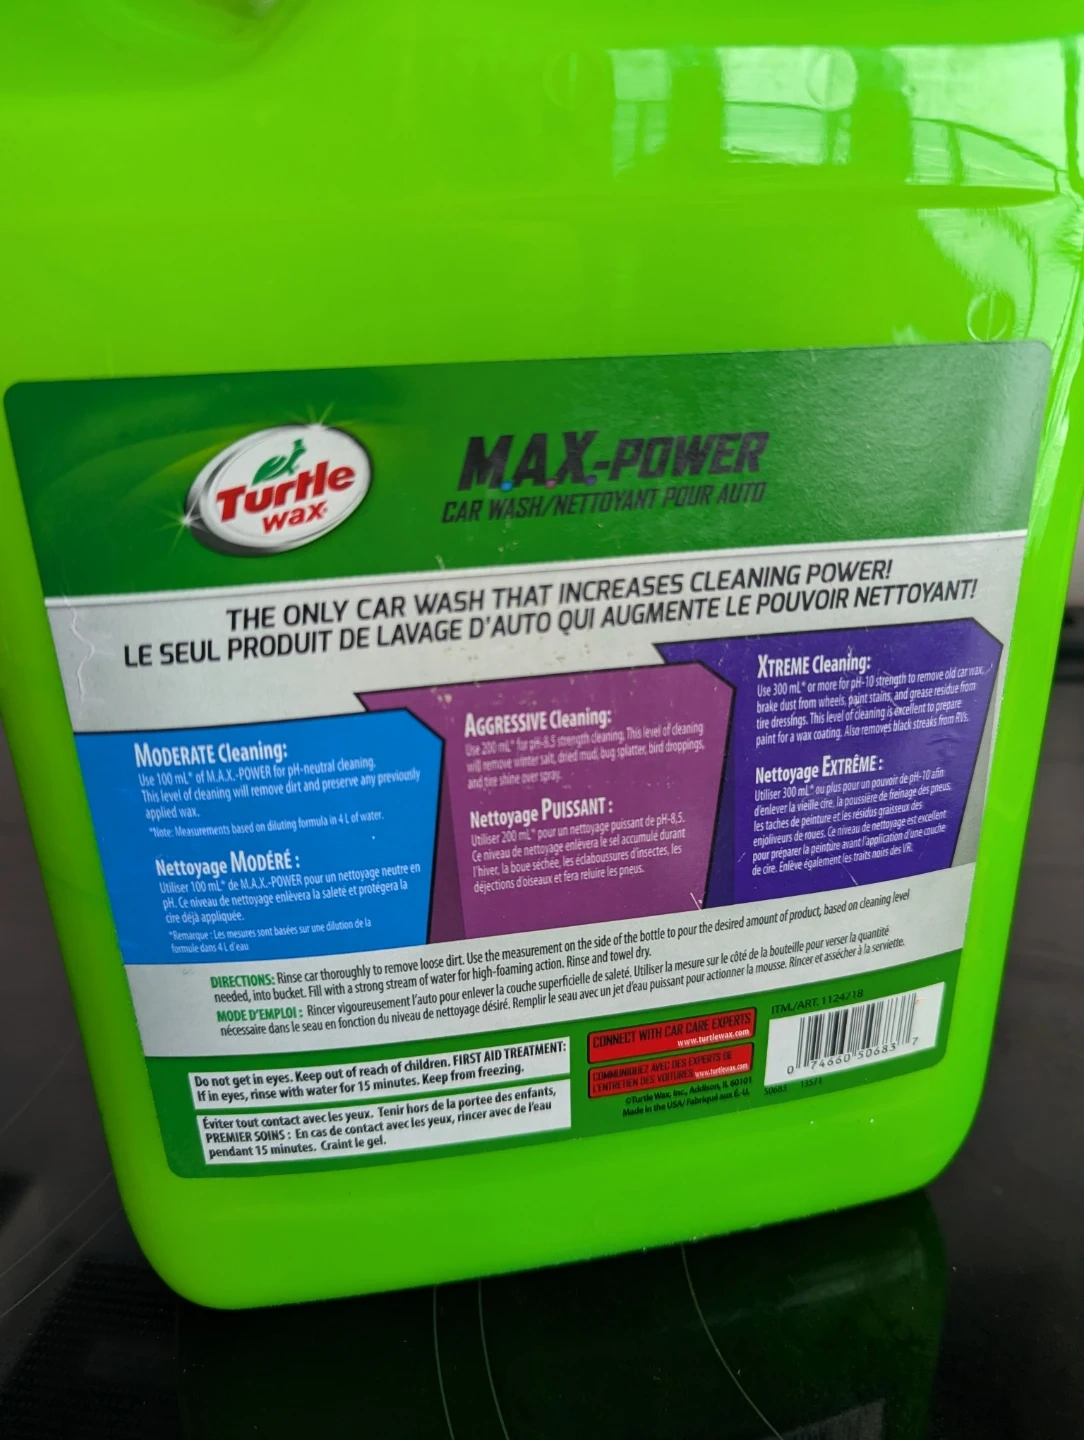 Turtle
wax
M.A.X.-POWER
CAR WASH/NETTOYANT POUR AUTO
THE ONLY CAR WASH THAT INCREASES CLEANING POWER!
LE SEUL PRODUIT DE LAVAGE D'AUTO QUI AUGMENTE LE POUVOIR NETTOYANT!
MODERATE Cleaning:
Use 100 mL* of M.A.X.-POWER for pH-neutral cleaning.
This level of cleaning will remove dirt and preserve any previously
applied wax.
*Note: Measurements based on diluting formula in 4 L of water.
Nettoyage MODÉRÉ :
Utiliser 100 mL* de M.A.X.-POWER pour un nettoyage neutre en
pH. Ce niveau de nettoyage enlèvera la saleté et protégera la
cire déjà appliquée.
*Remarque : Les mesures sont basées sur une dilution de la
formule dans 4 L d'eau
AGGRESSIVE Cleaning:
Use 200 mL* for pH-8.5 strength cleaning. This level of cleaning
will remove winter salt, dried mud, bug splatter, bird droppings,
and tire shine over spray.
Nettoyage PUISSANT :
Utiliser 200 mL* pour un nettoyage puissant de pH-8,5.
Ce niveau de nettoyage enlèvera le sel accumulé durant
l'hiver, la boue séchée, les éclaboussures d'insectes, les
déjections d'oiseaux et fera reluire les pneus.
XTREME Cleaning:
Use 300 mL* or more for pH-10 strength to remove old car wax,
brake dust from wheels, paint stains, and grease residue from
tire dressings. This level of cleaning is excellent to prepare
paint for a wax coating. Also removes black streaks from RVs.
Nettoyage EXTRÊME :
Utiliser 300 mL* ou plus pour un pouvoir de pH-10 afin
d'enlever la vieille cire, la poussière de freinage des pneus,
les taches de peinture et les résidus graisseux des
enjoliveurs de roues. Ce niveau de nettoyage est excellent
pour préparer la peinture avant l'application d'une couche
de cire. Enlève également les traits noirs des VR.
DIRECTIONS: Rinse car thoroughly to remove loose dirt. Use the measurement on the side of the bottle to pour the desired amount of product, based on cleaning level
needed, into bucket. Fill with a strong stream of water for high-foaming action. Rinse and towel dry.
MODE D'EMPLOI : Rincer vigoureusement l'auto pour enlever la couche superficielle de saleté. Utiliser la mesure sur le côté de la bouteille pour verser la quantité
nécessaire dans le seau en fonction du niveau de nettoyage désiré. Remplir le seau avec un jet d'eau puissant pour actionner la mousse. Rincer et assécher à la serviette.
Do not get in eyes. Keep out of reach of children. FIRST AID TREATMENT:
If in eyes, rinse with water for 15 minutes. Keep from freezing.
Éviter tout contact avec les yeux. Tenir hors de la portee des enfants,
PREMIER SOINS : En cas de contact avec les yeux, rincer avec de l'eau
pendant 15 minutes. Craint le gel.
CONNECT WITH CAR CARE EXPERTS
www.turtlewax.com
COMMUNIQUEZ AVEC DES EXPERTS DE
L'ENTRETIEN DES VOITURES www.turtlewax.com
©Turtle Wax, Inc., Addison, IL 60101
Made in the USA/ Fabriqué aux É.-U.
ITM./ART. 1124718
0 74660 50683 7
50683 13571